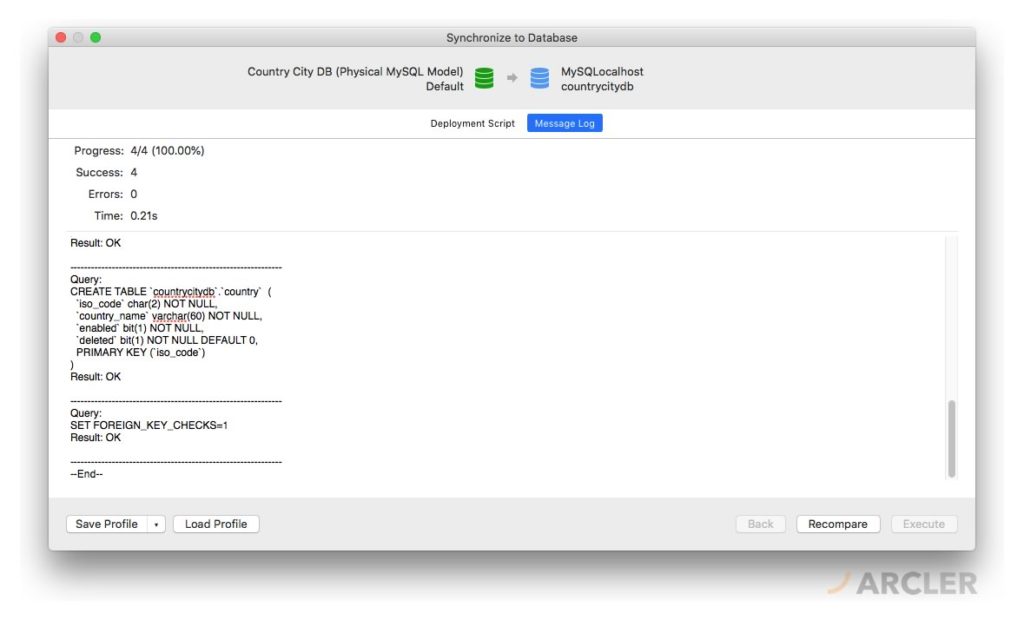 Synchronize to Database
Country City DB (Physical MySQL Model)
Default
MySQLocalhost
countrycitydb
Deployment Script
Message Log
Progress: 4/4 (100.00%)
Success: 4
Errors: 0
Time: 0.21s
Result: OK
--------------------------------------------------------------
Query:
CREATE TABLE `countrycitydb`.`country`  (
  `iso_code` char(2) NOT NULL,
  `country_name` varchar(60) NOT NULL,
  `enabled` bit(1) NOT NULL,
  `deleted` bit(1) NOT NULL DEFAULT 0,
  PRIMARY KEY (`iso_code`)
)
Result: OK
--------------------------------------------------------------
Query:
SET FOREIGN_KEY_CHECKS=1
Result: OK
--------------------------------------------------------------
--End--
Save Profile
Load Profile
Back
Recompare
Execute
ARCLER